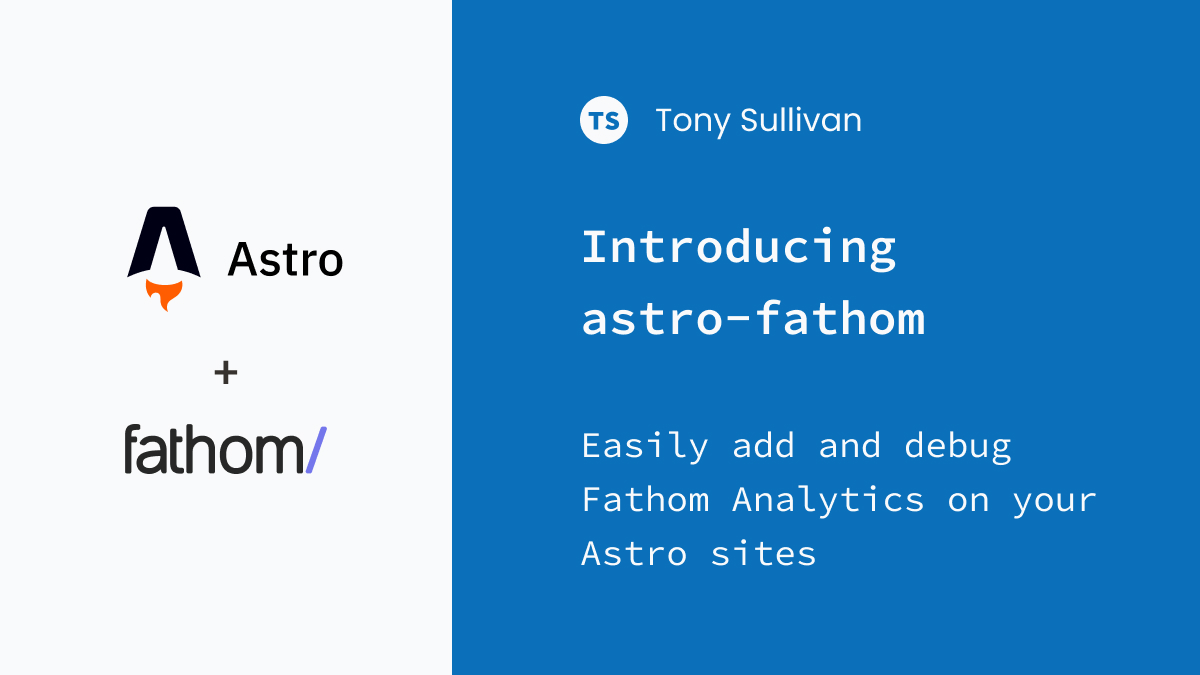 Astro
+
fathom/
TS Tony Sullivan
Introducing
astro-fathom
Easily add and debug
Fathom Analytics on your
Astro sites